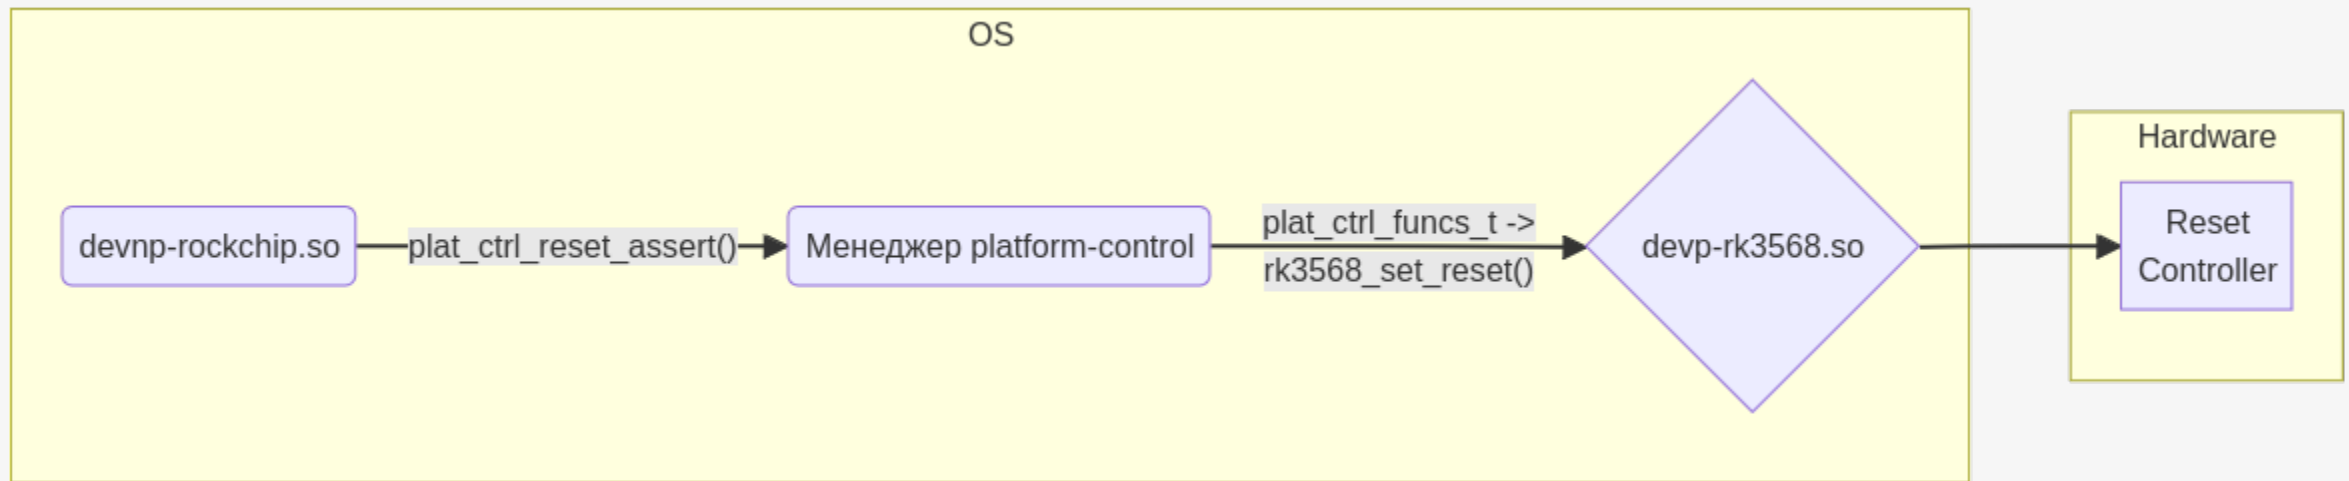 OS
devnp-rockchip.so
plat_ctrl_reset_assert()
Менеджер platform-control
plat_ctrl_funcs_t ->
rk3568_set_reset()
devp-rk3568.so
Hardware
Reset
Controller